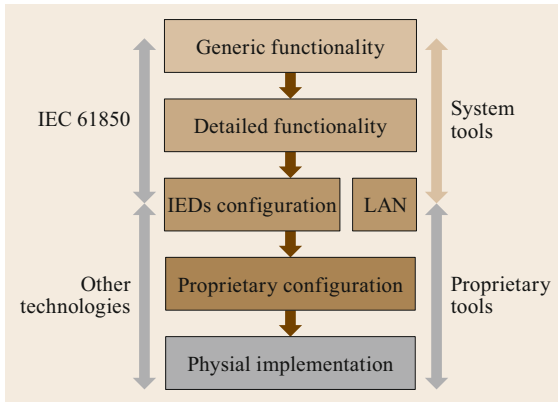 Generic functionality
IEC 61850
System
tools
Detailed functionality
IEDs configuration
LAN
Other
technologies
Proprietary configuration
Proprietary
tools
Physial implementation